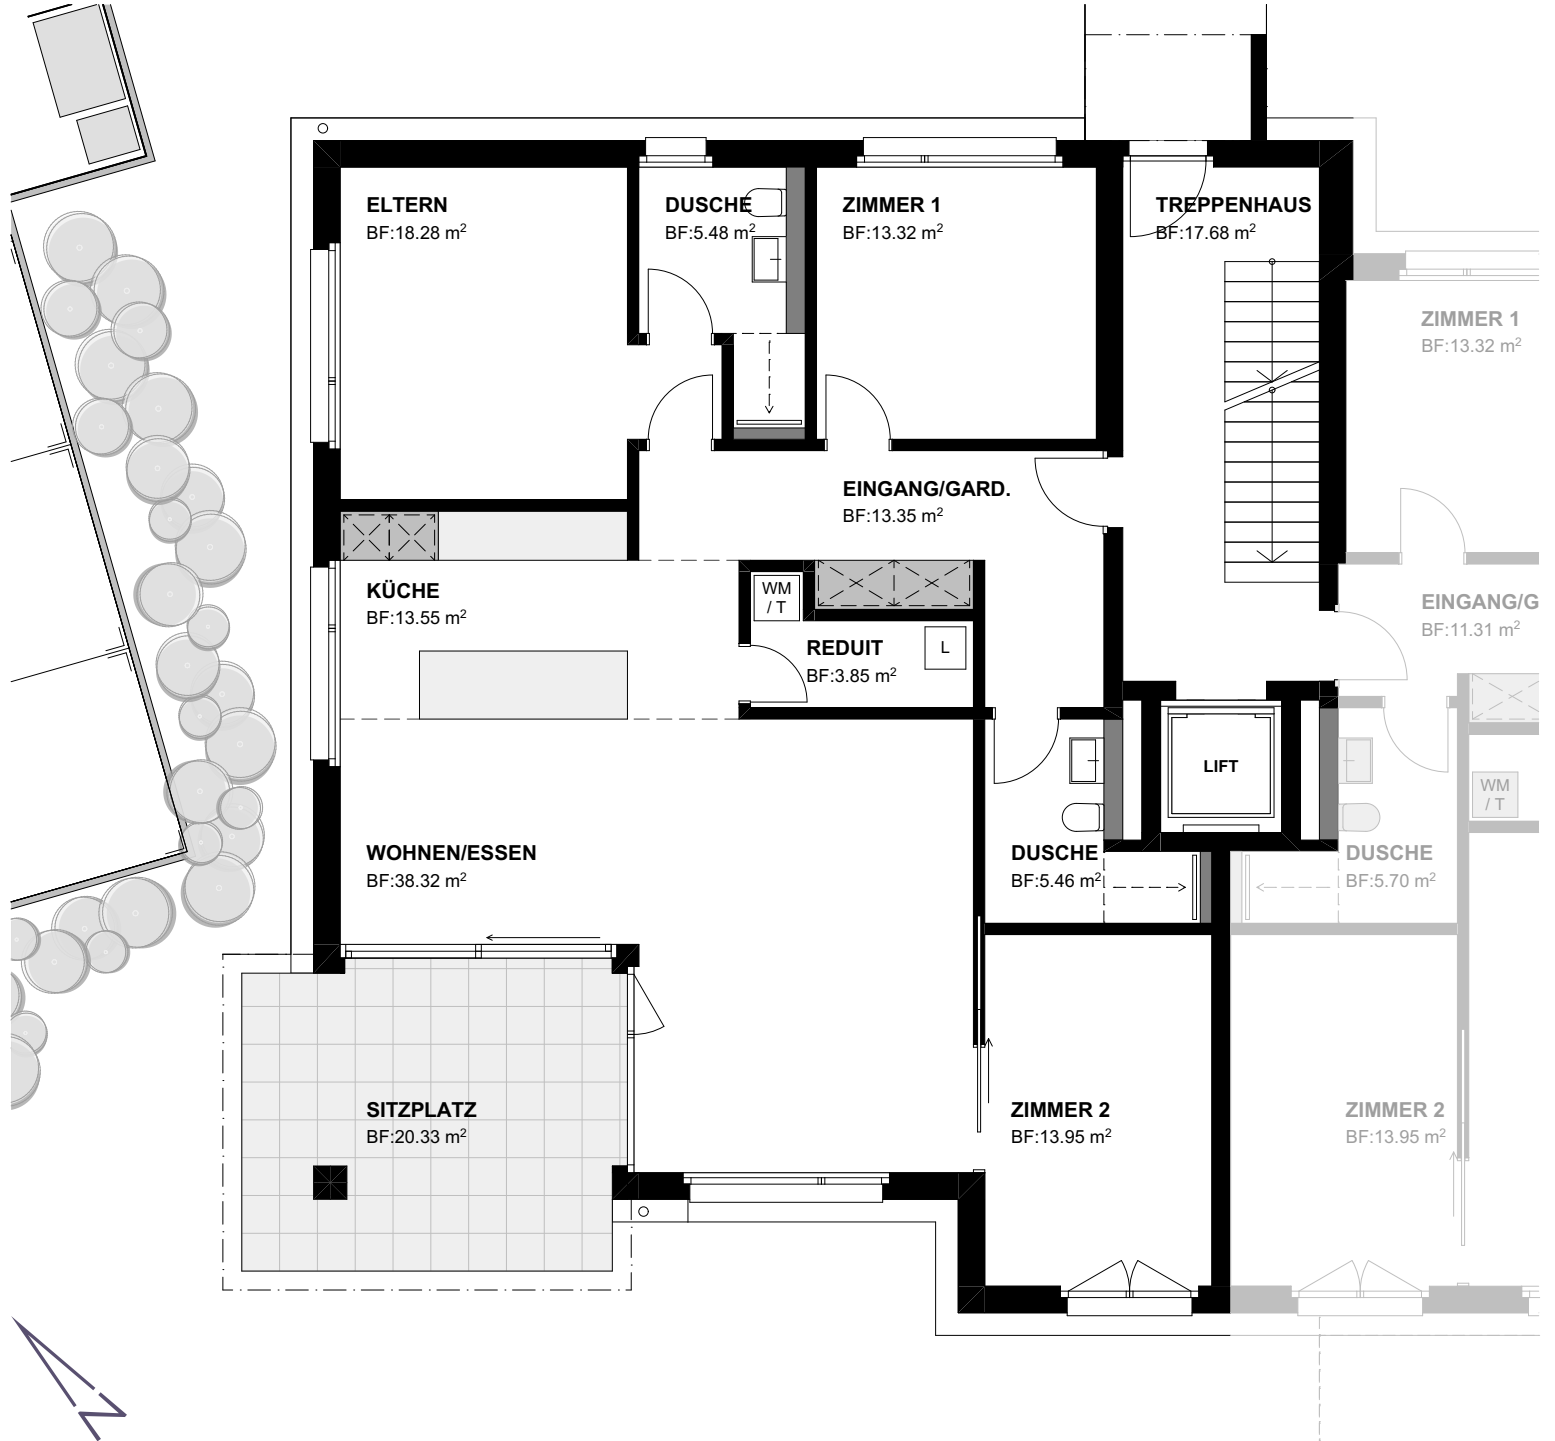 ELTERN
BF:18.28 m²
DUSCHE
BF:5.48 m²
ZIMMER 1
BF:13.32 m²
TREPPENHAUS
BF:17.68 m²
ZIMMER 1
BF:13.32 m²
EINGANG/GARD.
BF:13.35 m²
KÜCHE
BF:13.55 m²
WM
/ T
REDUIT
BF:3.85 m²
L
EINGANG/G
BF:11.31 m²
LIFT
WM
/ T
WOHNEN/ESSEN
BF:38.32 m²
DUSCHE
BF:5.46 m²
DUSCHE
BF:5.70 m²
SITZPLATZ
BF:20.33 m²
ZIMMER 2
BF:13.95 m²
ZIMMER 2
BF:13.95 m²
N